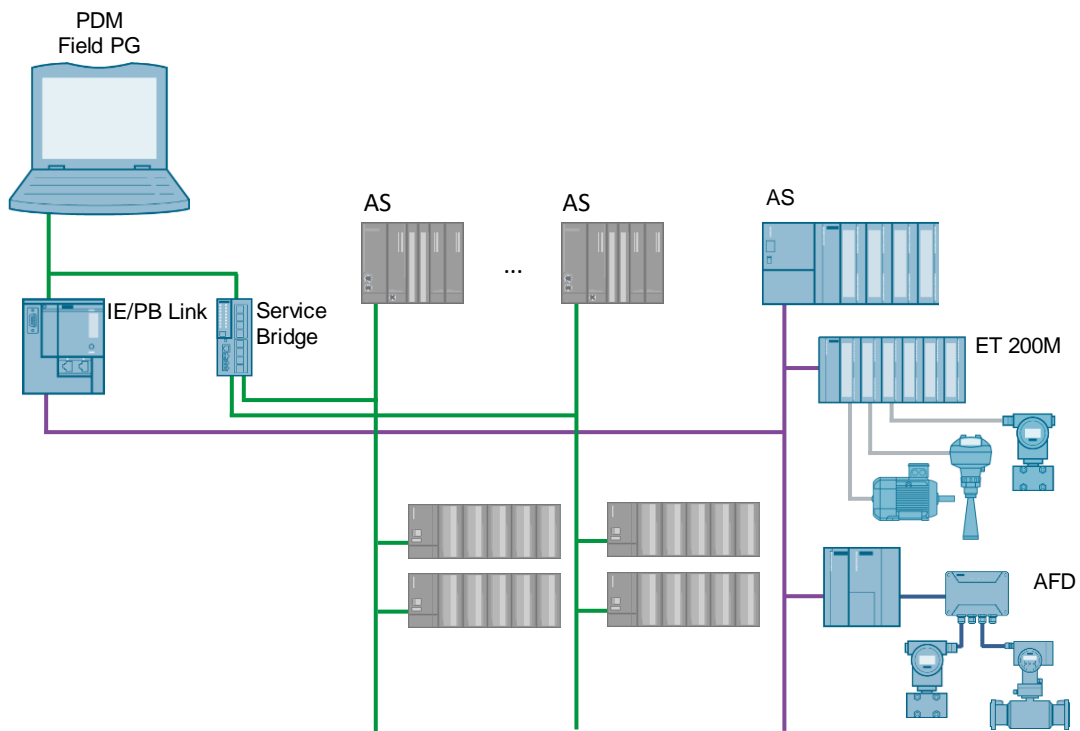 PDM
Field PG
AS
AS
AS
...
IE/PB Link
Service
Bridge
ET 200M
AFD